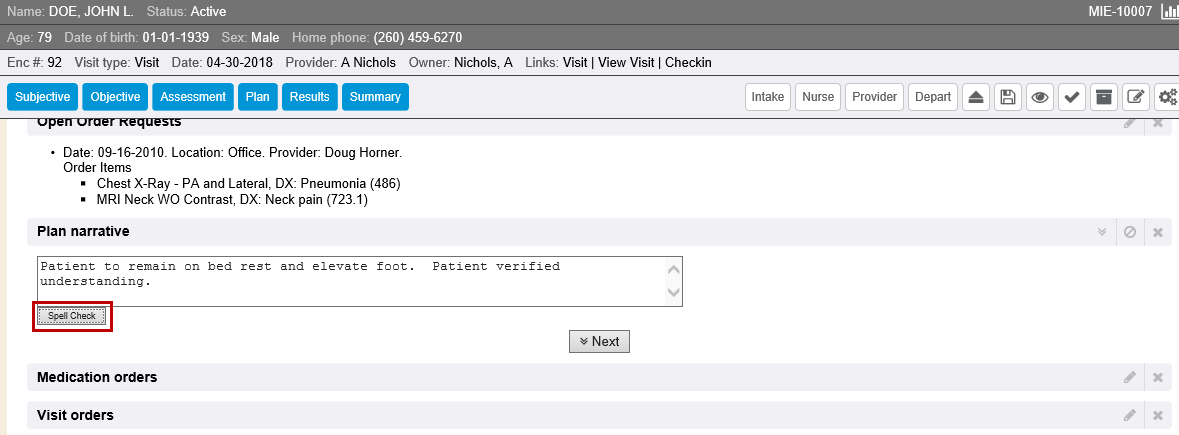 Name: DOE, JOHN L. Status: Active MIE-10007
Age: 79 Date of birth: 01-01-1939 Sex: Male Home phone: (260) 459-6270
Enc #: 92 Visit type: Visit Date: 04-30-2018 Provider: A Nichols Owner: Nichols, A Links: Visit | View Visit | Checkin
Subjective Objective Assessment Plan Results Summary Intake Nurse Provider Depart
Open Order Requests
• Date: 09-16-2010. Location: Office. Provider: Doug Horner.
Order Items
▪ Chest X-Ray - PA and Lateral, DX: Pneumonia (486)
▪ MRI Neck WO Contrast, DX: Neck pain (723.1)
Plan narrative
Patient to remain on bed rest and elevate foot.  Patient verified
understanding.
Spell Check
Next
Medication orders
Visit orders